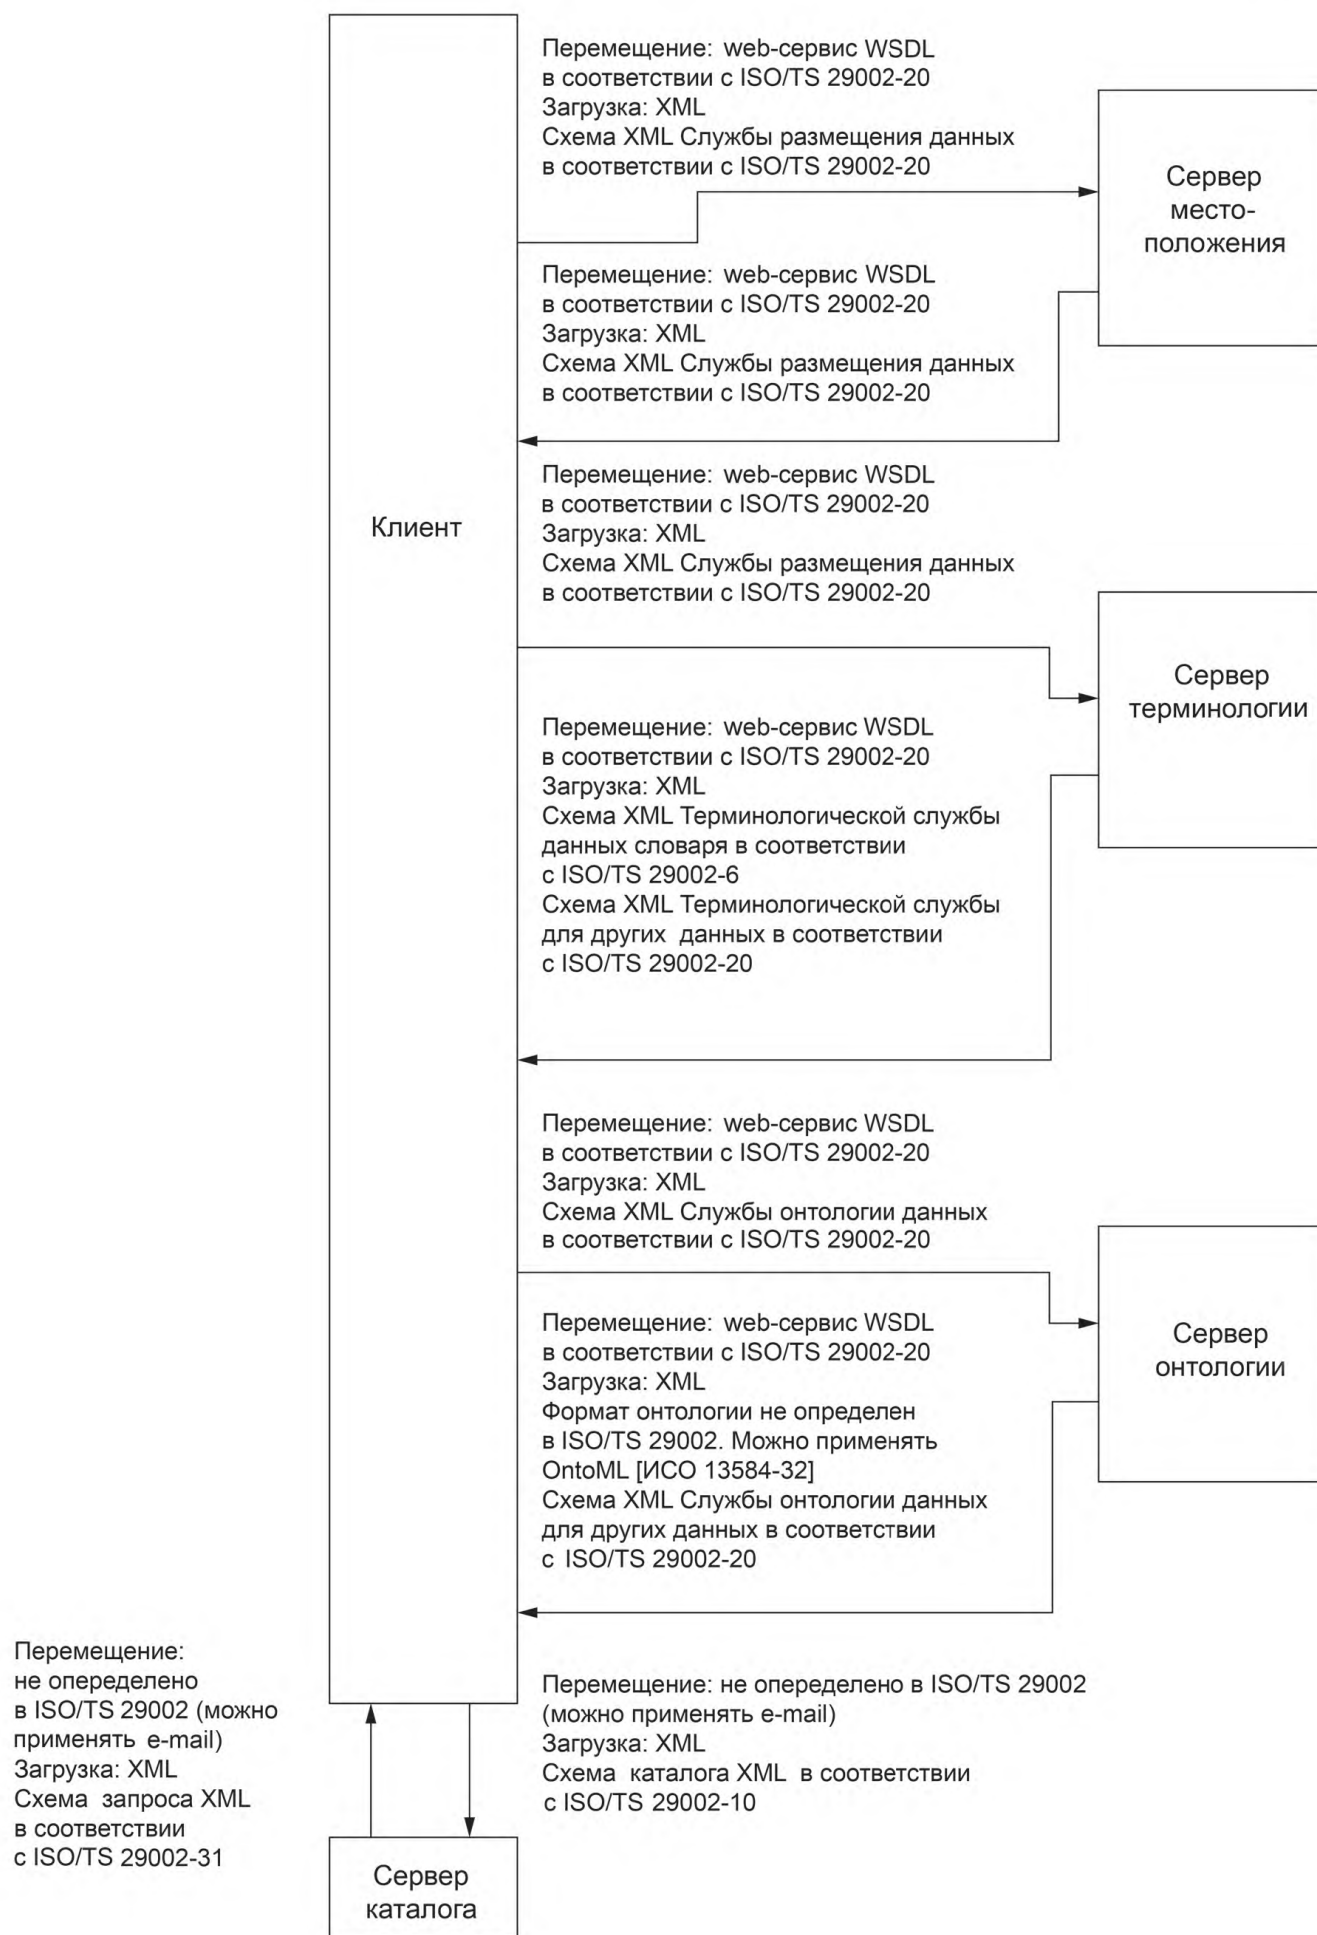 Перемещение: web-сервис WSDL
в соответствии с ISO/TS 29002-20
Загрузка: XML
Схема XML Службы размещения данных
в соответствии с ISO/TS 29002-20
Сервер
место-
положения
Перемещение: web-сервис WSDL
в соответствии с ISO/TS 29002-20
Загрузка: XML
Схема XML Службы размещения данных
в соответствии с ISO/TS 29002-20
Клиент
Перемещение: web-сервис WSDL
в соответствии с ISO/TS 29002-20
Загрузка: XML
Схема XML Службы размещения данных
в соответствии с ISO/TS 29002-20
Сервер
терминологии
Перемещение: web-сервис WSDL
в соответствии с ISO/TS 29002-20
Загрузка: XML
Схема XML Терминологической службы
данных словаря в соответствии
с ISO/TS 29002-6
Схема XML Терминологической службы
для других данных в соответствии
с ISO/TS 29002-20
Перемещение: web-сервис WSDL
в соответствии с ISO/TS 29002-20
Загрузка: XML
Схема XML Службы онтологии данных
в соответствии с ISO/TS 29002-20
Сервер
онтологии
Перемещение: web-сервис WSDL
в соответствии с ISO/TS 29002-20
Загрузка: XML
Формат онтологии не определен
в ISO/TS 29002. Можно применять
OntoML [ИСО 13584-32]
Схема XML Службы онтологии данных
для других данных в соответствии
с ISO/TS 29002-20
Перемещение:
не опеределено
в ISO/TS 29002 (можно
применять e-mail)
Загрузка: XML
Схема запроса XML
в соответствии
с ISO/TS 29002-31
Перемещение: не опеределено в ISO/TS 29002
(можно применять e-mail)
Загрузка: XML
Схема каталога XML в соответствии
с ISO/TS 29002-10
Сервер
каталога